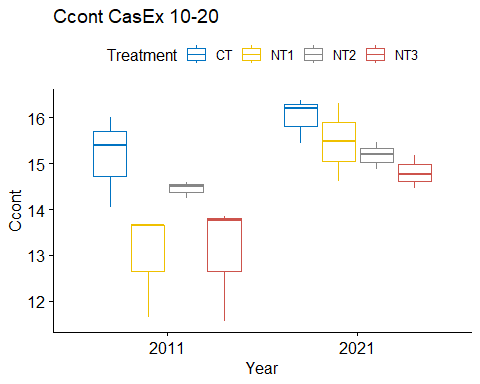 Ccont CasEx 10-20
Treatment CT NT1 NT2 NT3
16
15
14
13
12
Ccont
2011 2021
Year